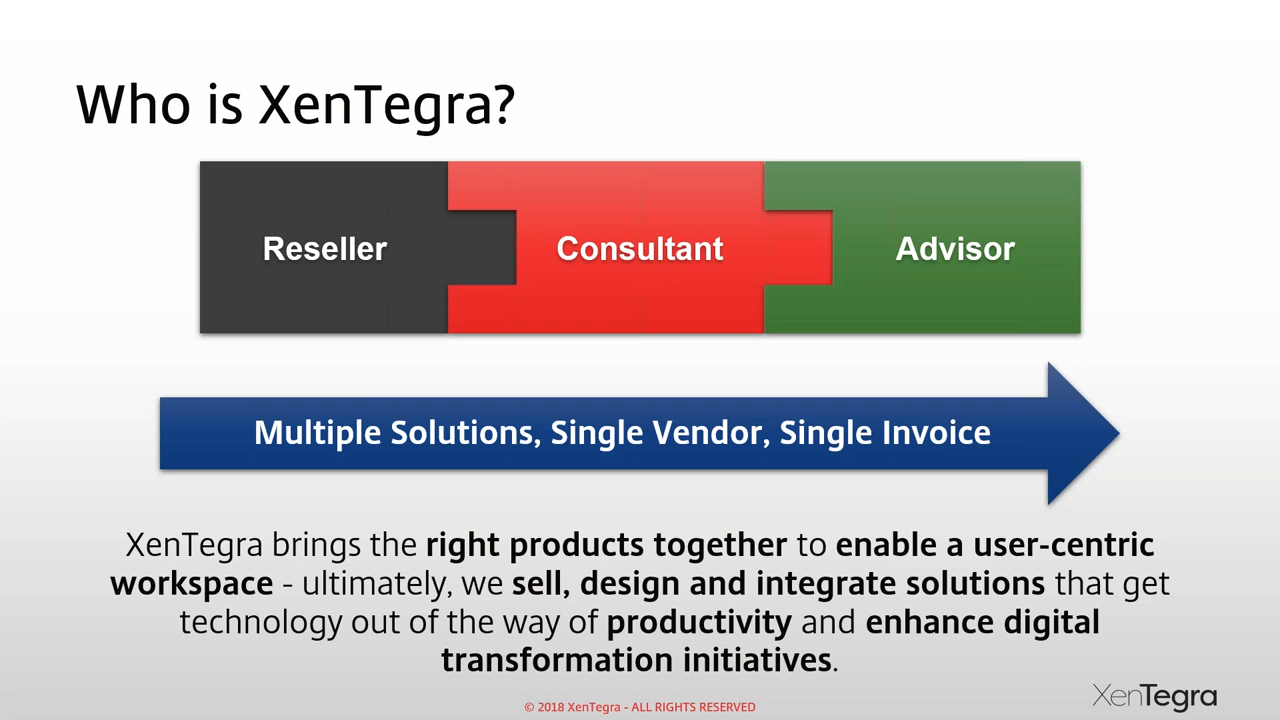 Who is XenTegra?
Reseller
Consultant
Advisor
Multiple Solutions, Single Vendor, Single Invoice
XenTegra brings the right products together to enable a user-centric
workspace - ultimately, we sell, design and integrate solutions that get
technology out of the way of productivity and enhance digital
transformation initiatives.
© 2018 XenTegra - ALL RIGHTS RESERVED
XenTegra